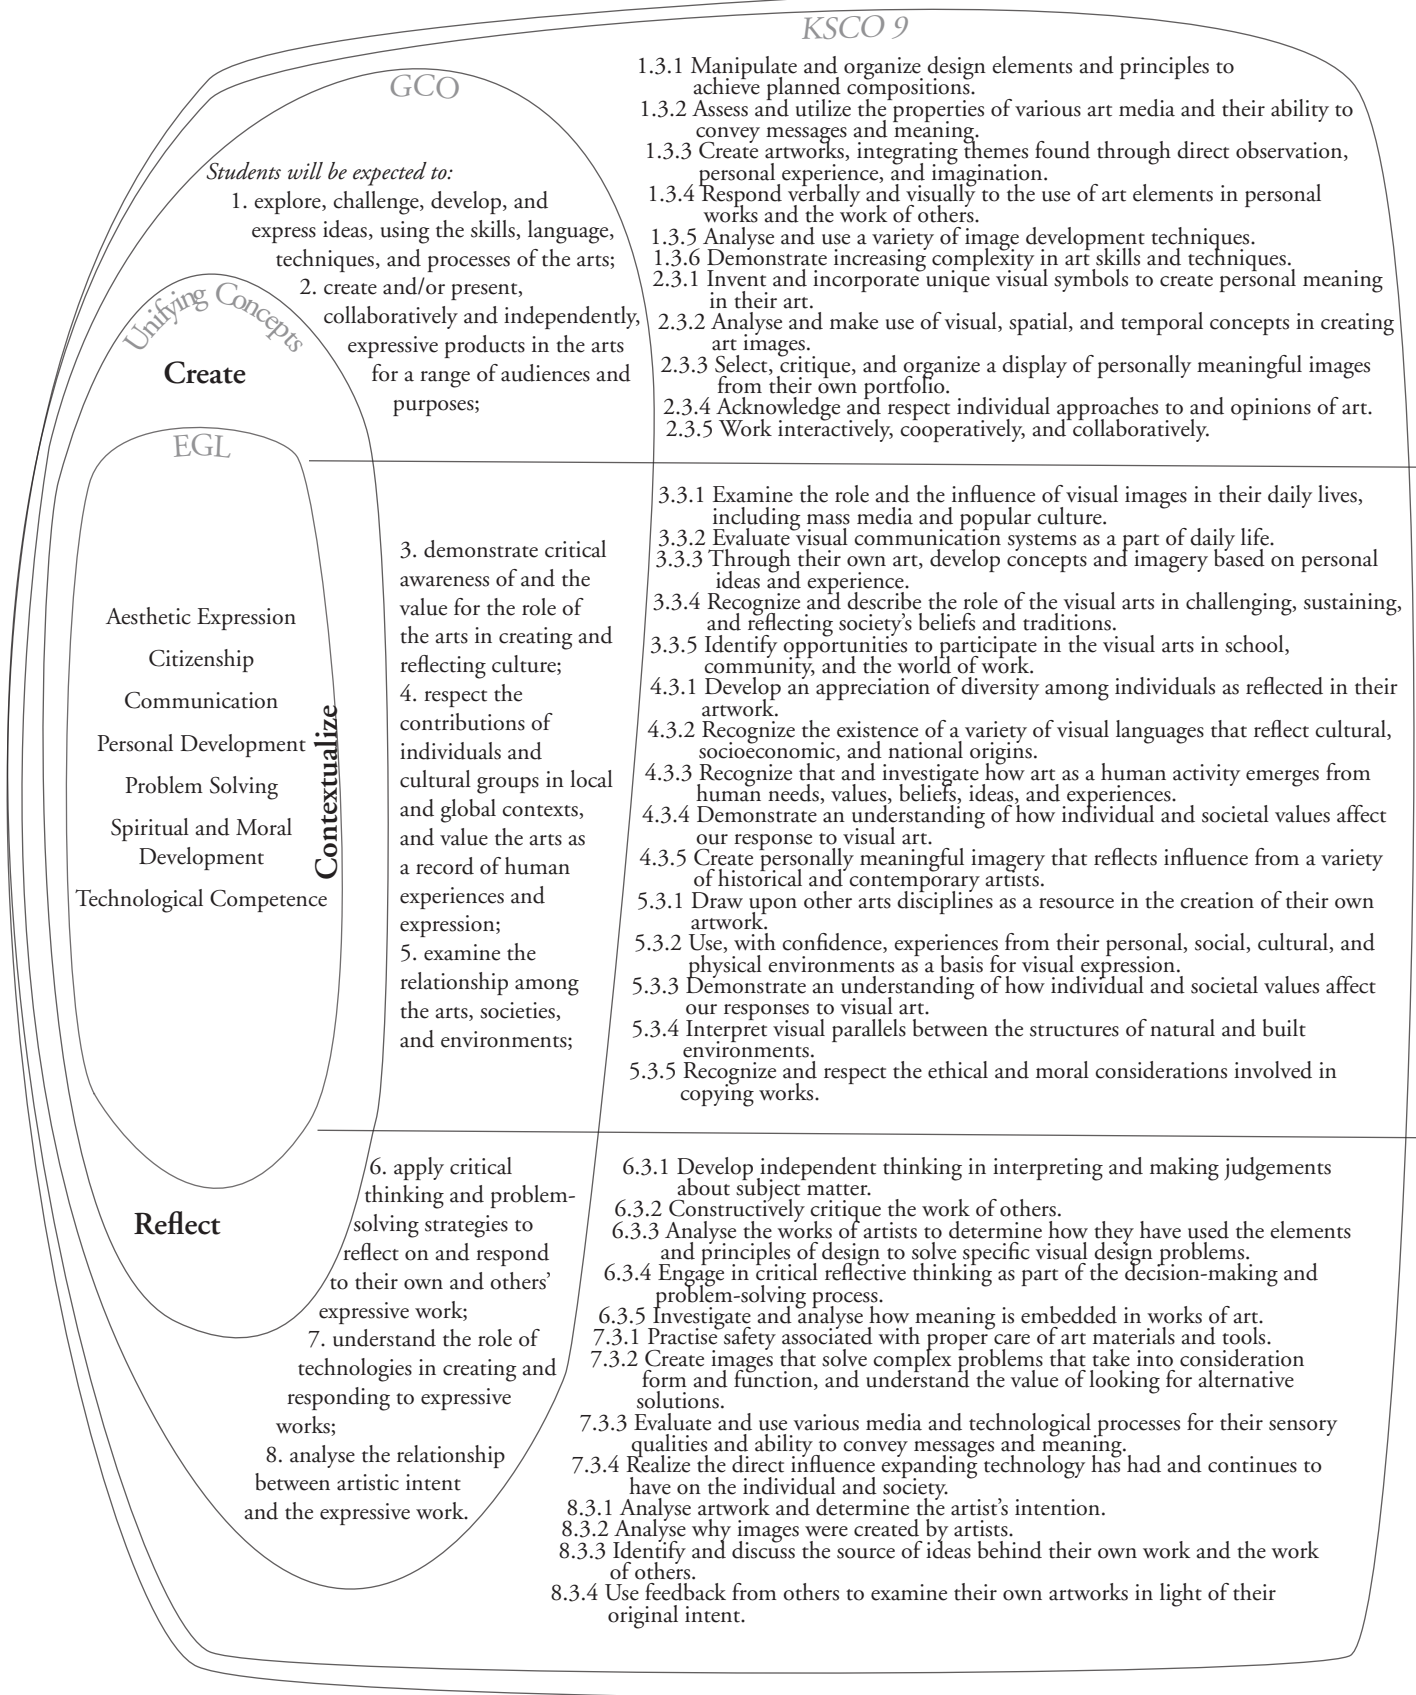 KSCO 9
GCO
Students will be expected to:
1. explore, challenge, develop, and
express ideas, using the skills, language,
techniques, and processes of the arts;
2. create and/or present,
collaboratively and independently,
expressive products in the arts
for a range of audiences and
purposes;
Unifying Concepts
Create
EGL
Aesthetic Expression
Citizenship
Communication
Personal Development
Problem Solving
Spiritual and Moral
Development
Technological Competence
Contextualize
3. demonstrate critical
awareness of and the
value for the role of
the arts in creating and
reflecting culture;
4. respect the
contributions of
individuals and
cultural groups in local
and global contexts,
and value the arts as
a record of human
experiences and
expression;
5. examine the
relationship among
the arts, societies,
and environments;
Reflect
6. apply critical
thinking and problem-
solving strategies to
reflect on and respond
to their own and others’
expressive work;
7. understand the role of
technologies in creating and
responding to expressive
works;
8. analyse the relationship
between artistic intent
and the expressive work.
1.3.1 Manipulate and organize design elements and principles to
achieve planned compositions.
1.3.2 Assess and utilize the properties of various art media and their ability to
convey messages and meaning.
1.3.3 Create artworks, integrating themes found through direct observation,
personal experience, and imagination.
1.3.4 Respond verbally and visually to the use of art elements in personal
works and the work of others.
1.3.5 Analyse and use a variety of image development techniques.
1.3.6 Demonstrate increasing complexity in art skills and techniques.
2.3.1 Invent and incorporate unique visual symbols to create personal meaning
in their art.
2.3.2 Analyse and make use of visual, spatial, and temporal concepts in creating
art images.
2.3.3 Select, critique, and organize a display of personally meaningful images
from their own portfolio.
2.3.4 Acknowledge and respect individual approaches to and opinions of art.
2.3.5 Work interactively, cooperatively, and collaboratively.
3.3.1 Examine the role and the influence of visual images in their daily lives,
including mass media and popular culture.
3.3.2 Evaluate visual communication systems as a part of daily life.
3.3.3 Through their own art, develop concepts and imagery based on personal
ideas and experience.
3.3.4 Recognize and describe the role of the visual arts in challenging, sustaining,
and reflecting society’s beliefs and traditions.
3.3.5 Identify opportunities to participate in the visual arts in school,
community, and the world of work.
4.3.1 Develop an appreciation of diversity among individuals as reflected in their
artwork.
4.3.2 Recognize the existence of a variety of visual languages that reflect cultural,
socioeconomic, and national origins.
4.3.3 Recognize that and investigate how art as a human activity emerges from
human needs, values, beliefs, ideas, and experiences.
4.3.4 Demonstrate an understanding of how individual and societal values affect
our response to visual art.
4.3.5 Create personally meaningful imagery that reflects influence from a variety
of historical and contemporary artists.
5.3.1 Draw upon other arts disciplines as a resource in the creation of their own
artwork.
5.3.2 Use, with confidence, experiences from their personal, social, cultural, and
physical environments as a basis for visual expression.
5.3.3 Demonstrate an understanding of how individual and societal values affect
our responses to visual art.
5.3.4 Interpret visual parallels between the structures of natural and built
environments.
5.3.5 Recognize and respect the ethical and moral considerations involved in
copying works.
6.3.1 Develop independent thinking in interpreting and making judgements
about subject matter.
6.3.2 Constructively critique the work of others.
6.3.3 Analyse the works of artists to determine how they have used the elements
and principles of design to solve specific visual design problems.
6.3.4 Engage in critical reflective thinking as part of the decision-making and
problem-solving process.
6.3.5 Investigate and analyse how meaning is embedded in works of art.
7.3.1 Practise safety associated with proper care of art materials and tools.
7.3.2 Create images that solve complex problems that take into consideration
form and function, and understand the value of looking for alternative
solutions.
7.3.3 Evaluate and use various media and technological processes for their sensory
qualities and ability to convey messages and meaning.
7.3.4 Realize the direct influence expanding technology has had and continues to
have on the individual and society.
8.3.1 Analyse artwork and determine the artist’s intention.
8.3.2 Analyse why images were created by artists.
8.3.3 Identify and discuss the source of ideas behind their own work and the work
of others.
8.3.4 Use feedback from others to examine their own artworks in light of their
original intent.